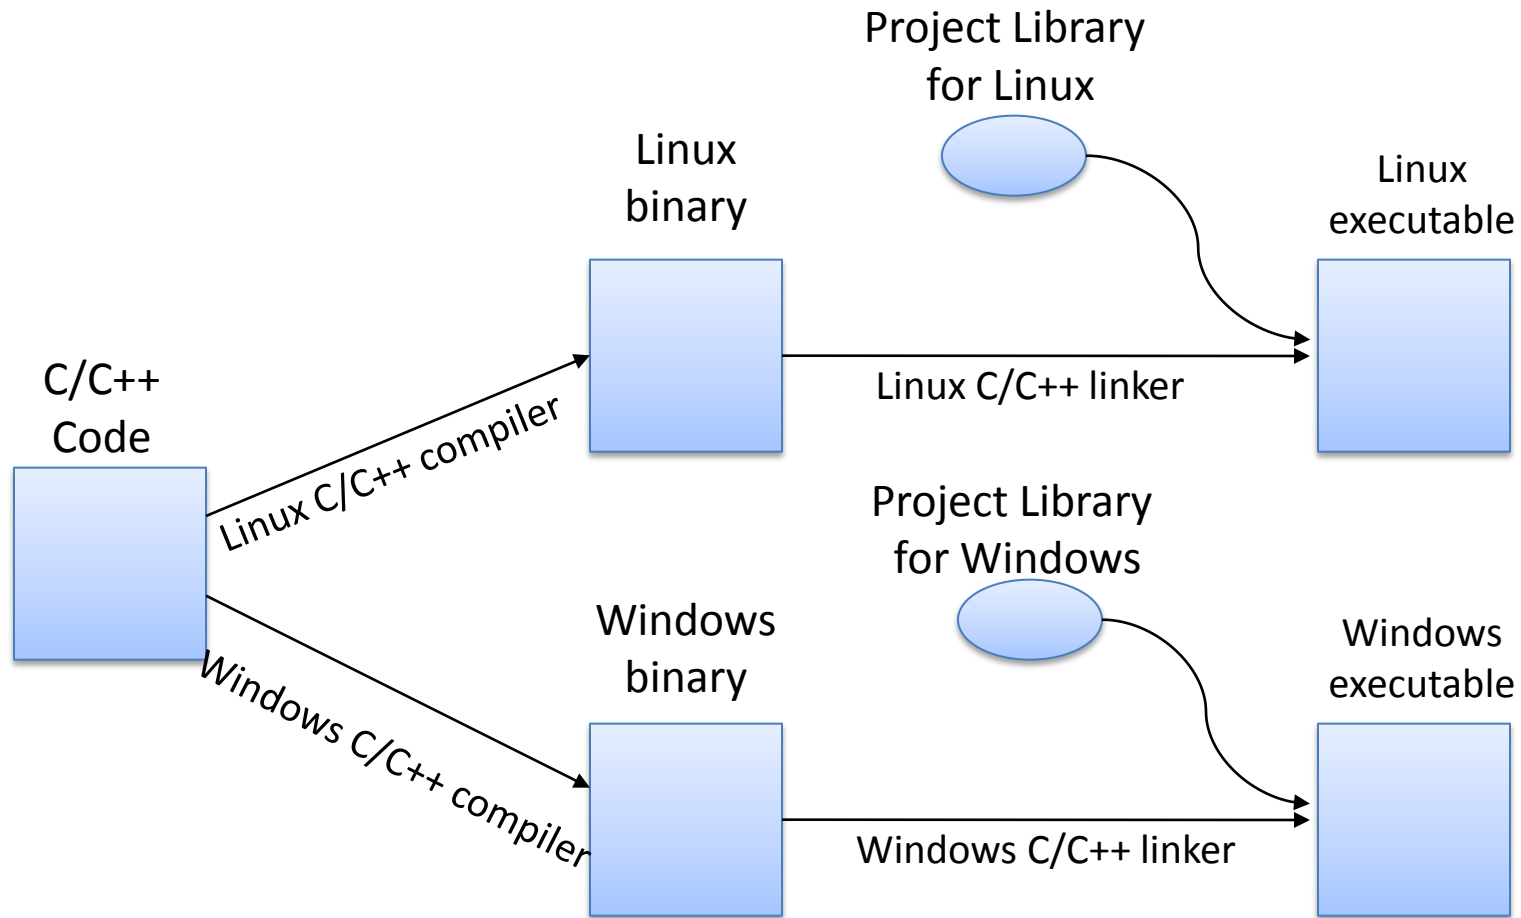 Project Library
for Linux
Linux
binary
Linux
executable
C/C++
Code
Linux C/C++ compiler
Linux C/C++ linker
Project Library
for Windows
Windows
binary
Windows
executable
Windows C/C++ compiler
Windows C/C++ linker